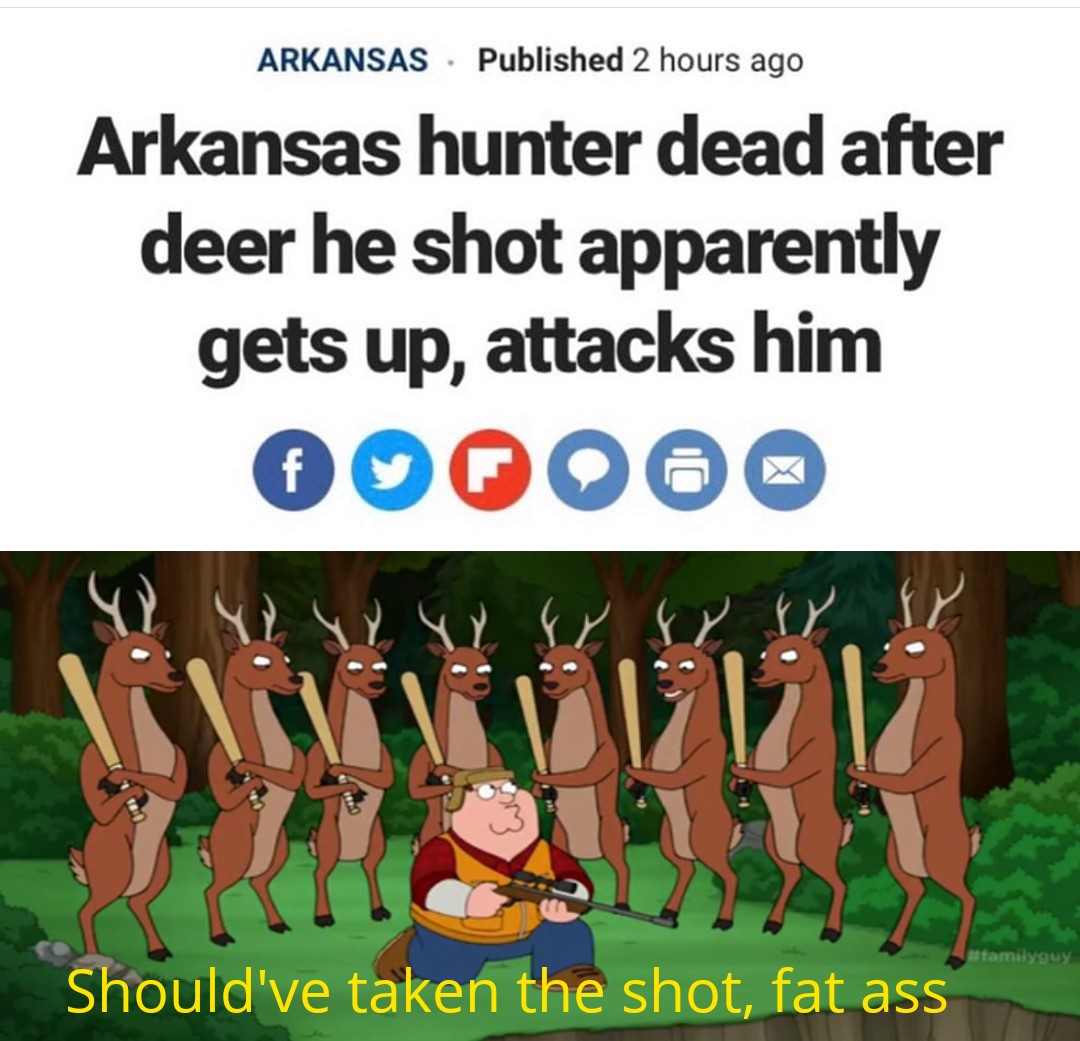 ARKANSAS · Published 2 hours ago
Arkansas hunter dead after
deer he shot apparently
gets up, attacks him
f
#familyguy
Should've taken the shot, fat ass